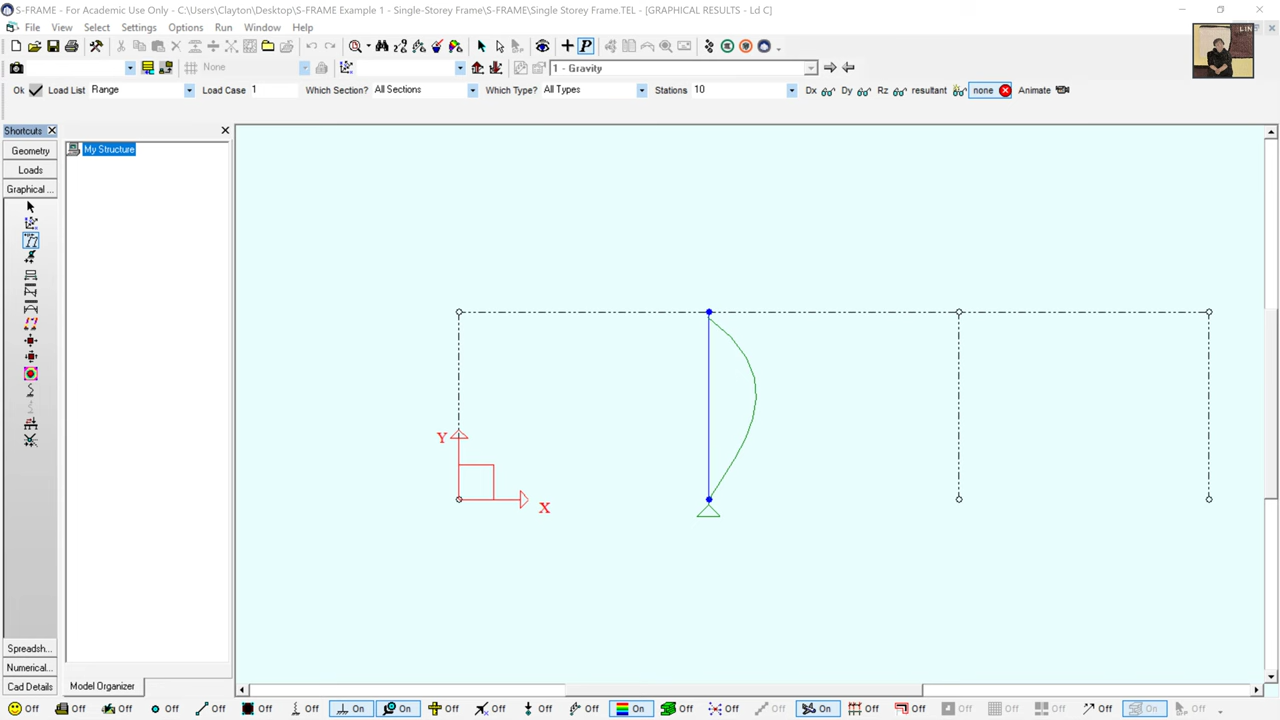 S-FRAME - For Academic Use Only - C:\Users\Clayton\Desktop\S-FRAME Example 1 - Single-Storey Frame\S-FRAME\Single Storey Frame.TEL - [GRAPHICAL RESULTS - Ld C]
File View Select Settings Options Run Window Help
LIN
None 1 - Gravity
Ok Load List Range Load Case 1 Which Section? All Sections Which Type? All Types Stations 10 Dx Dy Rz resultant none Animate
Shortcuts
Geometry
Loads
Graphical ...
My Structure
Y
X
Spreadsh...
Numerical...
Cad Details
Model Organizer
Off Off Off Off Off Off Off On On Off Off Off Off On Off Off Off On Off Off Off Off Off Off On Off